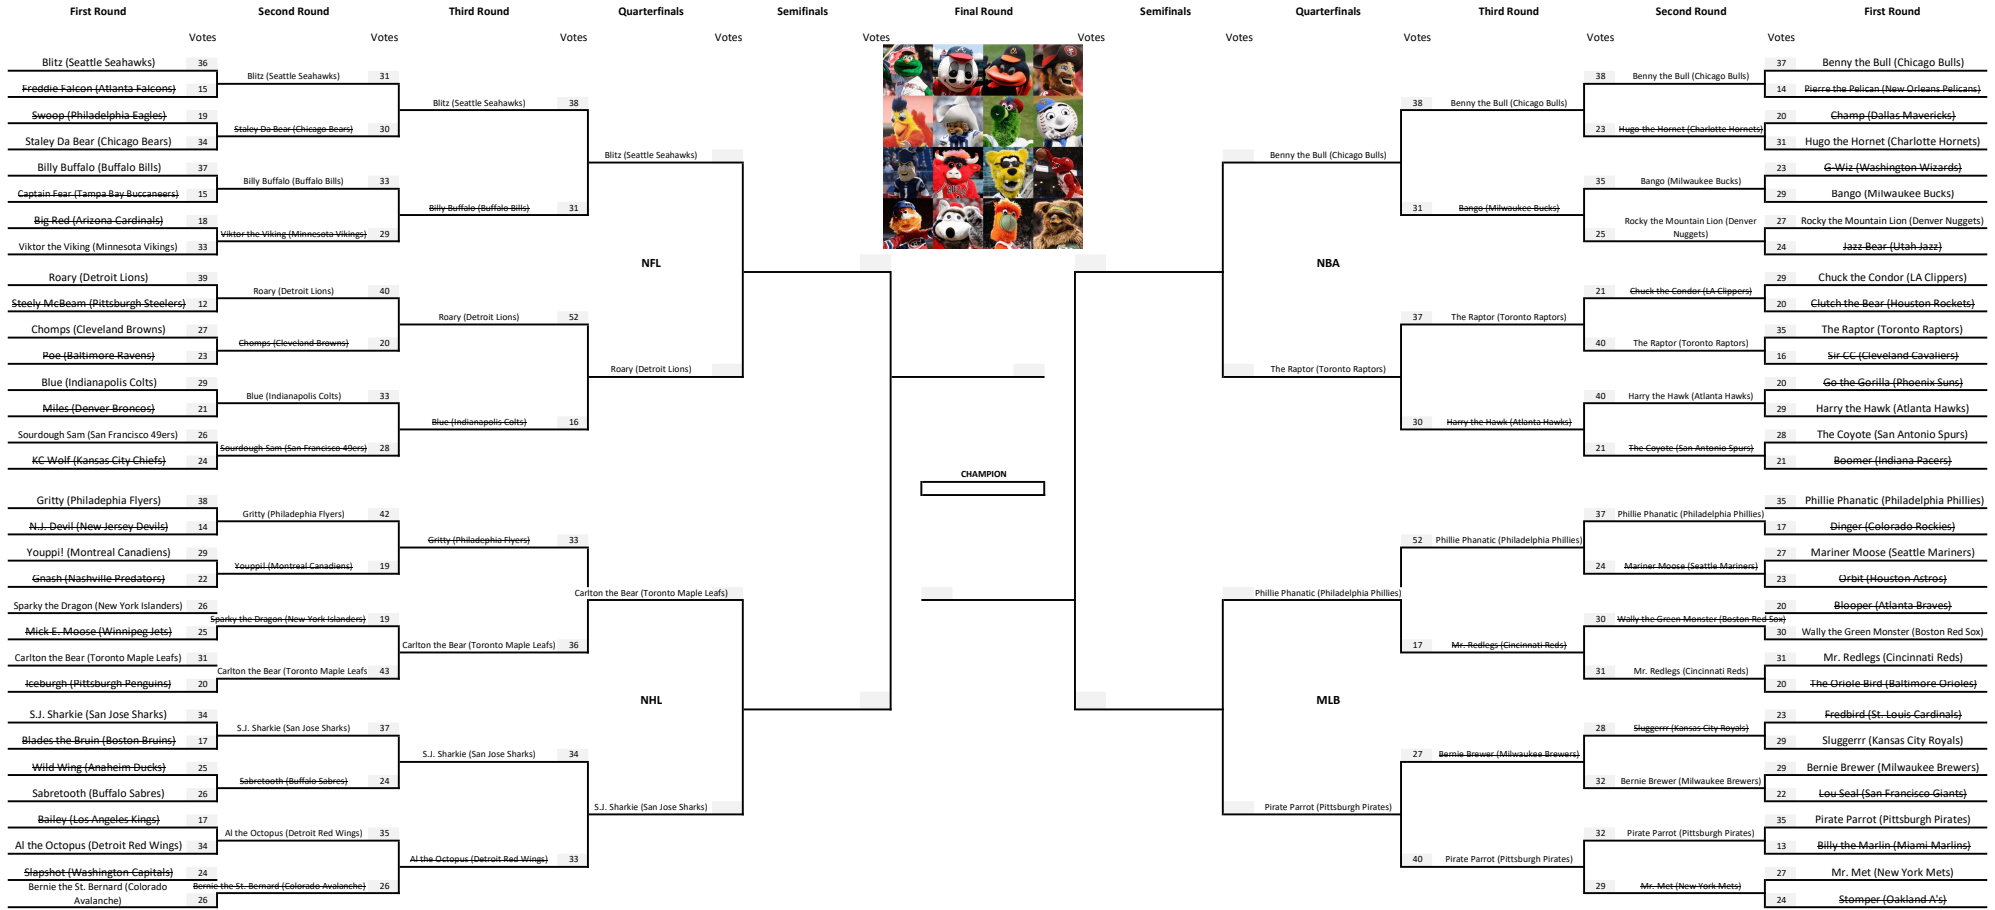 First Round Second Round Third Round Quarterfinals Semifinals Final Round Semifinals Quarterfinals Third Round Second Round First Round
Votes Votes Votes Votes Votes Votes Votes Votes Votes Votes
Blitz (Seattle Seahawks) 36
Freddie Falcon (Atlanta Falcons) 15
Swoop (Philadelphia Eagles) 19
Staley Da Bear (Chicago Bears) 34
Billy Buffalo (Buffalo Bills) 37
Captain Fear (Tampa Bay Buccaneers) 15
Big Red (Arizona Cardinals) 18
Viktor the Viking (Minnesota Vikings) 33
Roary (Detroit Lions) 39
Steely McBeam (Pittsburgh Steelers) 12
Chomps (Cleveland Browns) 27
Poe (Baltimore Ravens) 23
Blue (Indianapolis Colts) 29
Miles (Denver Broncos) 21
Sourdough Sam (San Francisco 49ers) 26
KC Wolf (Kansas City Chiefs) 24
Gritty (Philadephia Flyers) 38
N.J. Devil (New Jersey Devils) 14
Youppi! (Montreal Canadiens) 29
Gnash (Nashville Predators) 22
Sparky the Dragon (New York Islanders) 26
Mick E. Moose (Winnipeg Jets) 25
Carlton the Bear (Toronto Maple Leafs) 31
Iceburgh (Pittsburgh Penguins) 20
S.J. Sharkie (San Jose Sharks) 34
Blades the Bruin (Boston Bruins) 17
Wild Wing (Anaheim Ducks) 25
Sabretooth (Buffalo Sabres) 26
Bailey (Los Angeles Kings) 17
Al the Octopus (Detroit Red Wings) 34
Slapshot (Washington Capitals) 24
Bernie the St. Bernard (Colorado
Avalanche) 26
Blitz (Seattle Seahawks) 31
Staley Da Bear (Chicago Bears) 30
Billy Buffalo (Buffalo Bills) 33
Viktor the Viking (Minnesota Vikings) 29
Roary (Detroit Lions) 40
Chomps (Cleveland Browns) 20
Blue (Indianapolis Colts) 33
Sourdough Sam (San Francisco 49ers) 28
Gritty (Philadephia Flyers) 42
Youppi! (Montreal Canadiens) 19
Sparky the Dragon (New York Islanders) 19
Carlton the Bear (Toronto Maple Leafs 43
S.J. Sharkie (San Jose Sharks) 37
Sabretooth (Buffalo Sabres) 24
Al the Octopus (Detroit Red Wings) 35
Bernie the St. Bernard (Colorado Avalanche) 26
Blitz (Seattle Seahawks) 38
Billy Buffalo (Buffalo Bills) 31
Roary (Detroit Lions) 52
Blue (Indianapolis Colts) 16
Gritty (Philadephia Flyers) 33
Carlton the Bear (Toronto Maple Leafs) 36
S.J. Sharkie (San Jose Sharks) 34
Al the Octopus (Detroit Red Wings) 33
Blitz (Seattle Seahawks)
NFL
Roary (Detroit Lions)
Carlton the Bear (Toronto Maple Leafs)
NHL
S.J. Sharkie (San Jose Sharks)
CHAMPION
Benny the Bull (Chicago Bulls)
NBA
The Raptor (Toronto Raptors)
Phillie Phanatic (Philadelphia Phillies)
MLB
Pirate Parrot (Pittsburgh Pirates)
38 Benny the Bull (Chicago Bulls)
31 Bango (Milwaukee Bucks)
37 The Raptor (Toronto Raptors)
30 Harry the Hawk (Atlanta Hawks)
52 Phillie Phanatic (Philadelphia Phillies)
17 Mr. Redlegs (Cincinnati Reds)
27 Bernie Brewer (Milwaukee Brewers)
40 Pirate Parrot (Pittsburgh Pirates)
38 Benny the Bull (Chicago Bulls)
23 Hugo the Hornet (Charlotte Hornets)
35 Bango (Milwaukee Bucks)
Rocky the Mountain Lion (Denver
25 Nuggets)
21 Chuck the Condor (LA Clippers)
40 The Raptor (Toronto Raptors)
40 Harry the Hawk (Atlanta Hawks)
21 The Coyote (San Antonio Spurs)
37 Phillie Phanatic (Philadelphia Phillies)
24 Mariner Moose (Seattle Mariners)
30 Wally the Green Monster (Boston Red Sox)
31 Mr. Redlegs (Cincinnati Reds)
28 Sluggerrr (Kansas City Royals)
32 Bernie Brewer (Milwaukee Brewers)
32 Pirate Parrot (Pittsburgh Pirates)
29 Mr. Met (New York Mets)
37 Benny the Bull (Chicago Bulls)
14 Pierre the Pelican (New Orleans Pelicans)
20 Champ (Dallas Mavericks)
31 Hugo the Hornet (Charlotte Hornets)
23 G-Wiz (Washington Wizards)
29 Bango (Milwaukee Bucks)
27 Rocky the Mountain Lion (Denver Nuggets)
24 Jazz Bear (Utah Jazz)
29 Chuck the Condor (LA Clippers)
20 Clutch the Bear (Houston Rockets)
35 The Raptor (Toronto Raptors)
16 Sir CC (Cleveland Cavaliers)
20 Go the Gorilla (Phoenix Suns)
29 Harry the Hawk (Atlanta Hawks)
28 The Coyote (San Antonio Spurs)
21 Boomer (Indiana Pacers)
35 Phillie Phanatic (Philadelphia Phillies)
17 Dinger (Colorado Rockies)
27 Mariner Moose (Seattle Mariners)
23 Orbit (Houston Astros)
20 Blooper (Atlanta Braves)
30 Wally the Green Monster (Boston Red Sox)
31 Mr. Redlegs (Cincinnati Reds)
20 The Oriole Bird (Baltimore Orioles)
23 Fredbird (St. Louis Cardinals)
29 Sluggerrr (Kansas City Royals)
29 Bernie Brewer (Milwaukee Brewers)
22 Lou Seal (San Francisco Giants)
35 Pirate Parrot (Pittsburgh Pirates)
13 Billy the Marlin (Miami Marlins)
27 Mr. Met (New York Mets)
24 Stomper (Oakland A's)